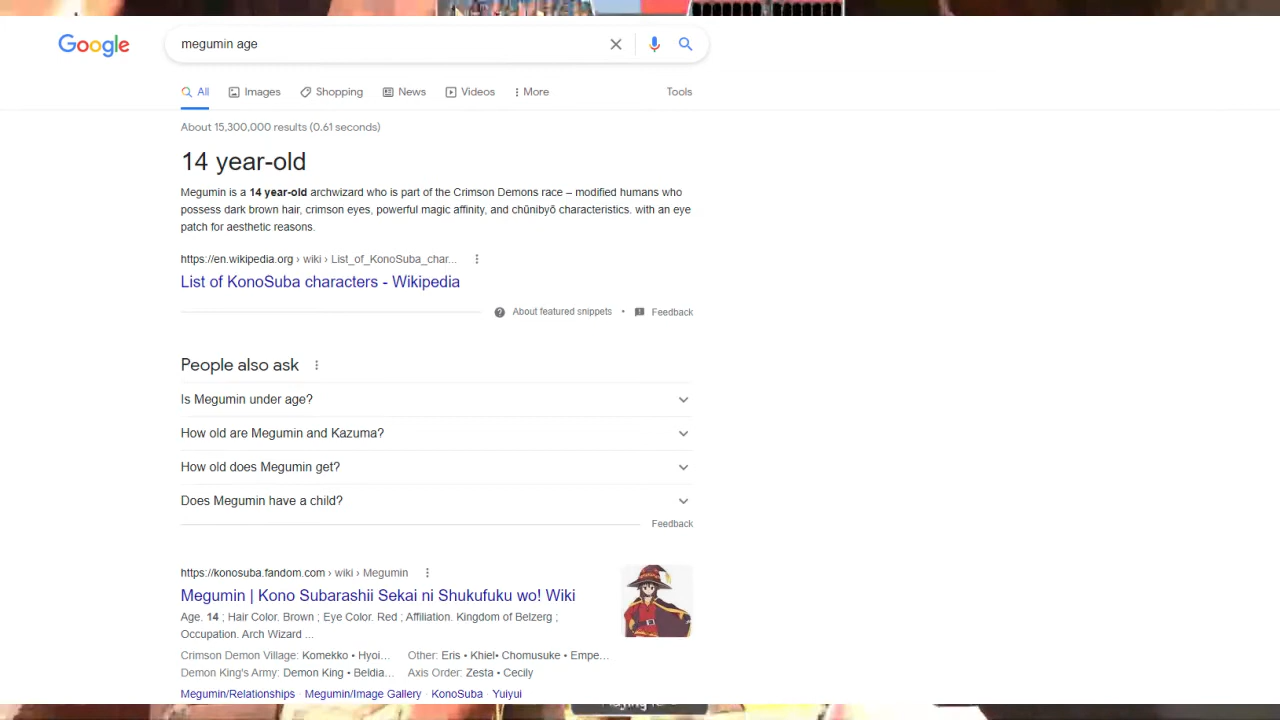 Google
megumin age
All Images Shopping News Videos More Tools
About 15,300,000 results (0.61 seconds)
14 year-old
Megumin is a 14 year-old archwizard who is part of the Crimson Demons race – modified humans who
possess dark brown hair, crimson eyes, powerful magic affinity, and chūnibyō characteristics. with an eye
patch for aesthetic reasons.
https://en.wikipedia.org › wiki › List_of_KonoSuba_char...
List of KonoSuba characters - Wikipedia
About featured snippets • Feedback
People also ask
Is Megumin under age?
How old are Megumin and Kazuma?
How old does Megumin get?
Does Megumin have a child?
Feedback
https://konosuba.fandom.com › wiki › Megumin
Megumin | Kono Subarashii Sekai ni Shukufuku wo! Wiki
Age. 14 ; Hair Color. Brown ; Eye Color. Red ; Affiliation. Kingdom of Belzerg ;
Occupation. Arch Wizard ...
Crimson Demon Village: Komekko • Hyoi... Other: Eris • Khiel• Chomusuke • Empe...
Demon King's Army: Demon King • Beldia... Axis Order: Zesta • Cecily
Megumin/Relationships · Megumin/Image Gallery · KonoSuba · Yuiyui